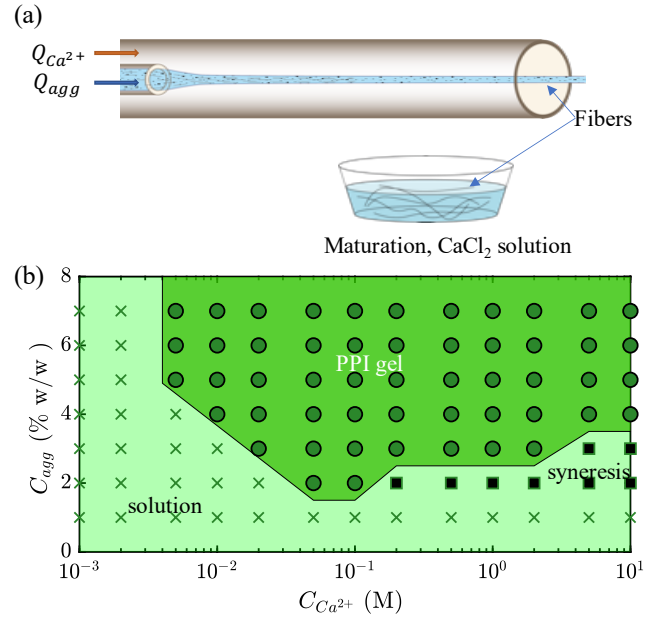 (a)
Q_{Ca^{2+}}
Q_{agg}
Fibers
Maturation, CaCl_2 solution
(b)
8
6
4
2
0
C_{agg} (% w/w)
PPI gel
solution
syneresis
10^{-3} 10^{-2} 10^{-1} 10^{0} 10^{1}
C_{Ca^{2+}} (M)